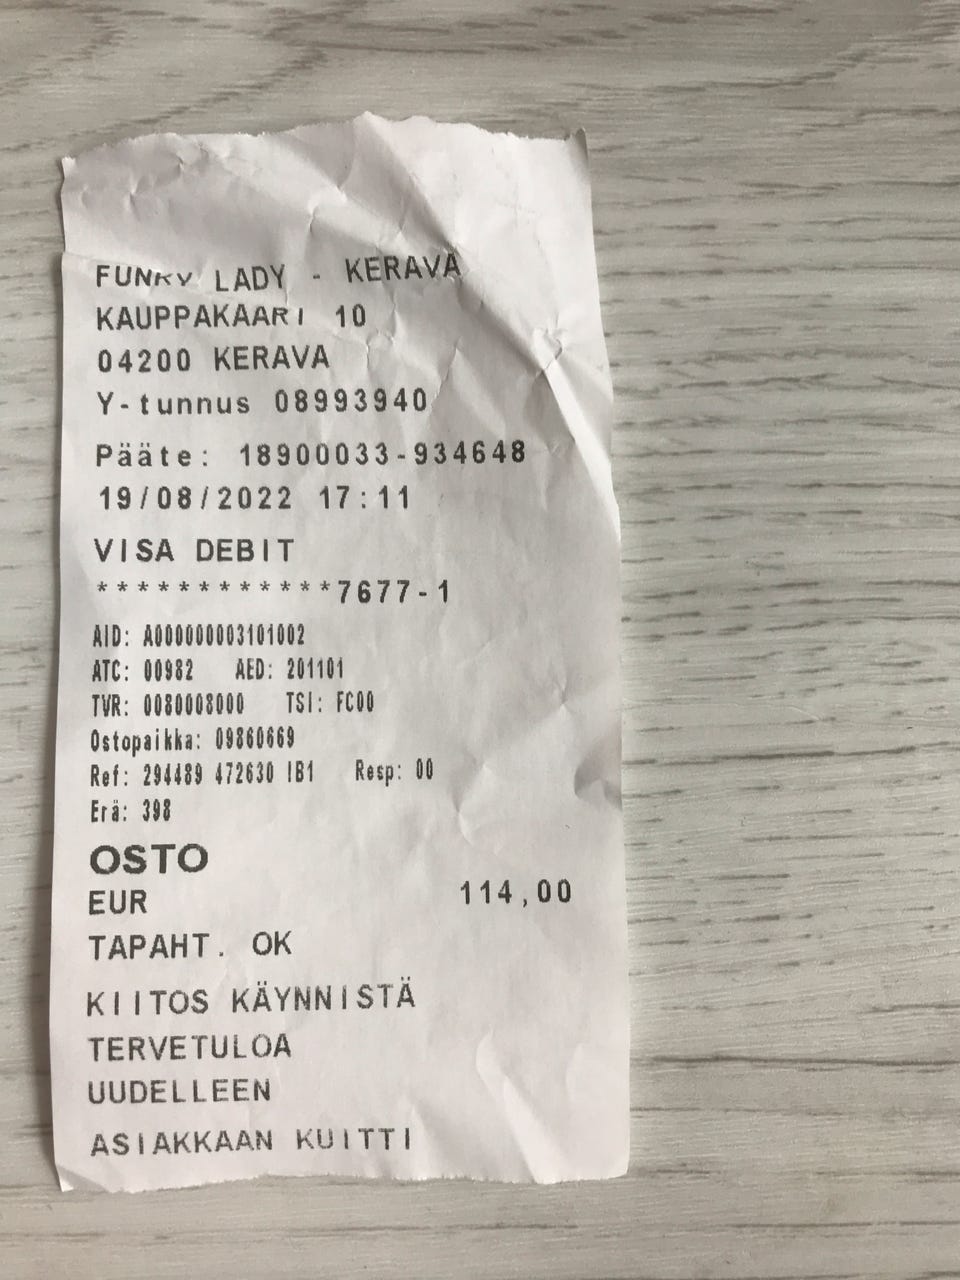 FUNKY LADY - KERAVA
KAUPPAKAARI 10
04200 KERAVA
Y-tunnus 08993940
Pääte: 18900033-934648
19/08/2022 17:11
VISA DEBIT
************7677-1
AID: A0000000003101002
ATC: 00982 AED: 201101
TVR: 0080008000 TSI: FC00
Ostopaikka: 09860669
Ref: 294489 472630 IB1 Resp: 00
Erä: 398
OSTO
EUR 114,00
TAPAHT. OK
KIITOS KÄYNNISTÄ
TERVETULOA
UUDELLEEN
ASIAKKAAN KUITTI